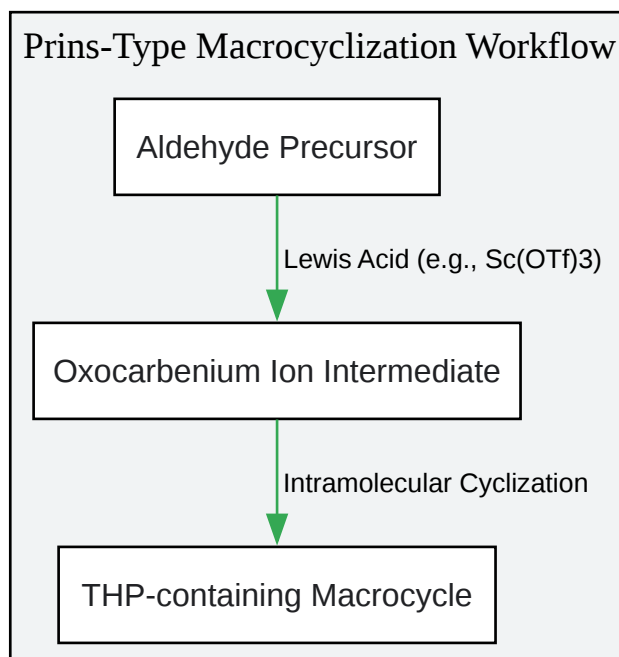 Prins-Type Macrocyclization Workflow
Aldehyde Precursor
Lewis Acid (e.g., Sc(OTf)3)
Oxocarbenium Ion Intermediate
Intramolecular Cyclization
THP-containing Macrocycle